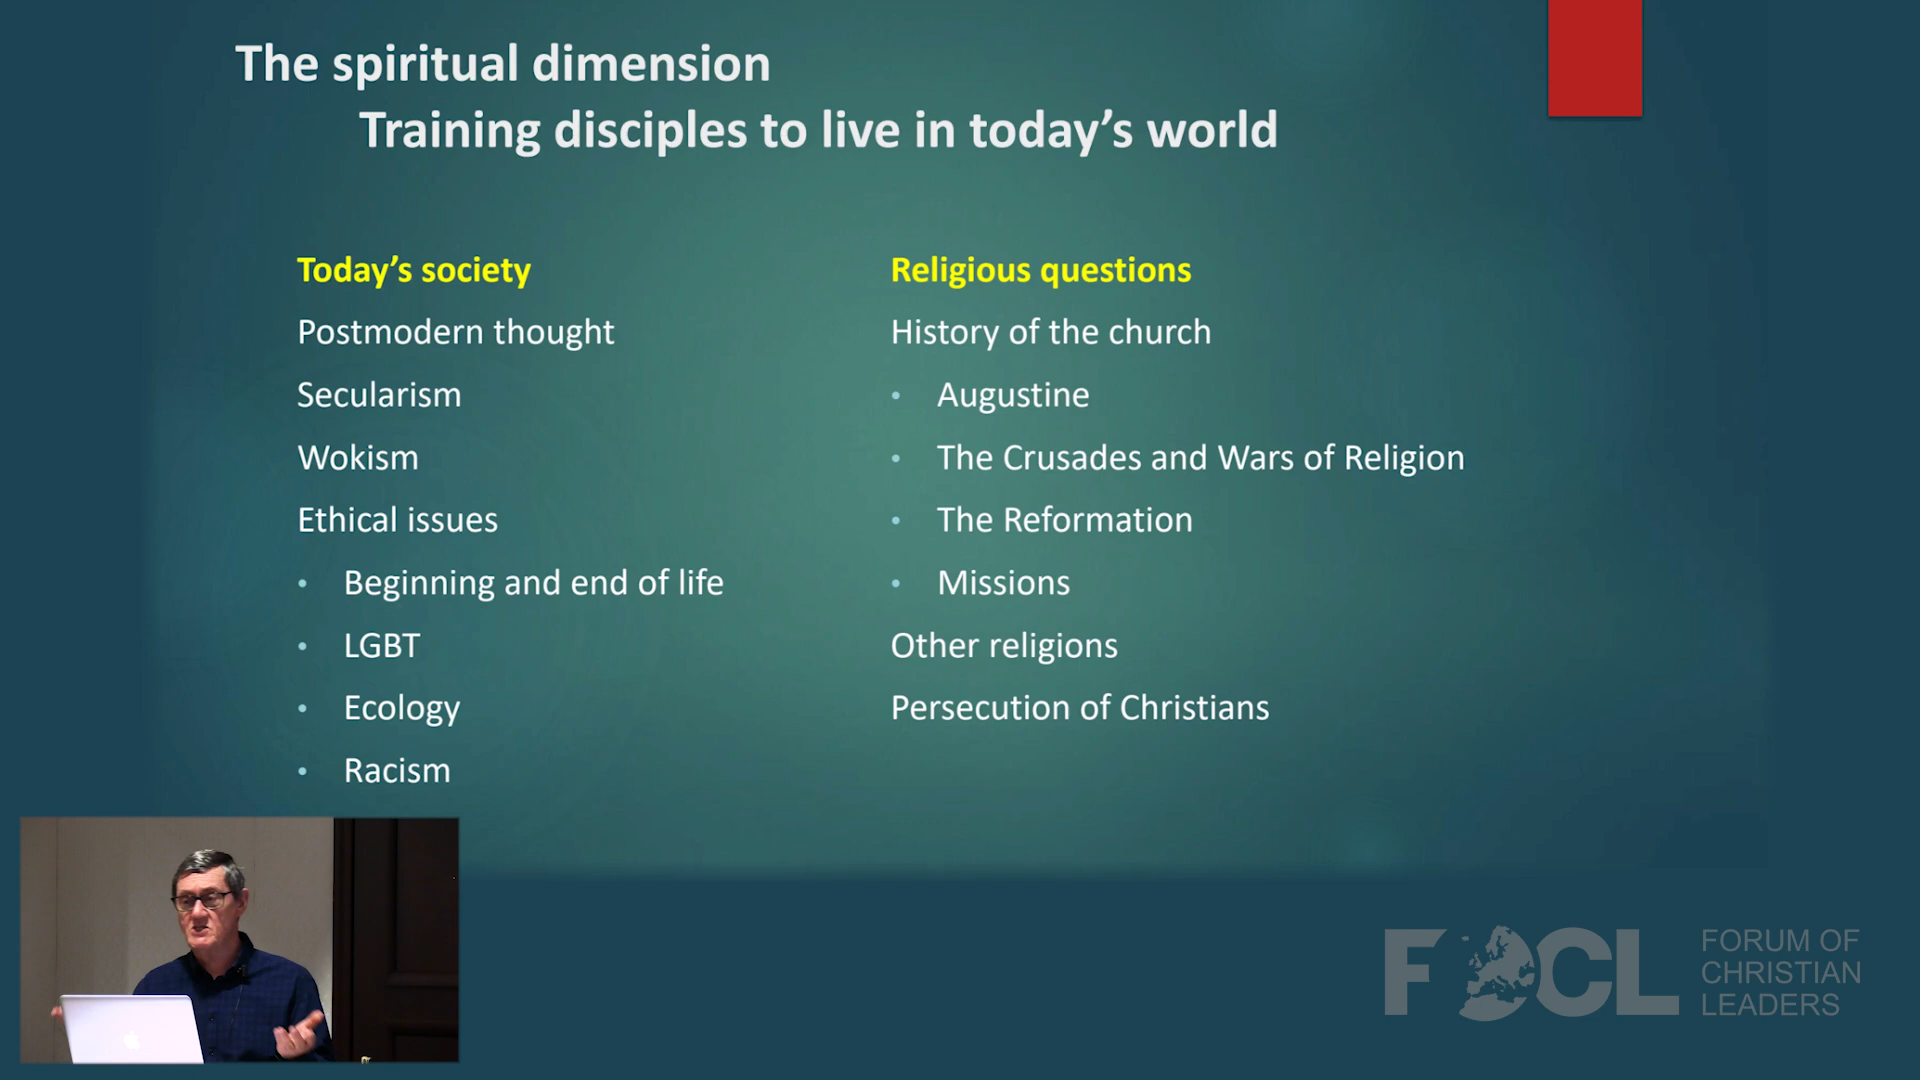 The spiritual dimension
Training disciples to live in today’s world
Today’s society
Postmodern thought
Secularism
Wokism
Ethical issues
• Beginning and end of life
• LGBT
• Ecology
• Racism
Religious questions
History of the church
• Augustine
• The Crusades and Wars of Religion
• The Reformation
• Missions
Other religions
Persecution of Christians
FOCL
FORUM OF
CHRISTIAN
LEADERS